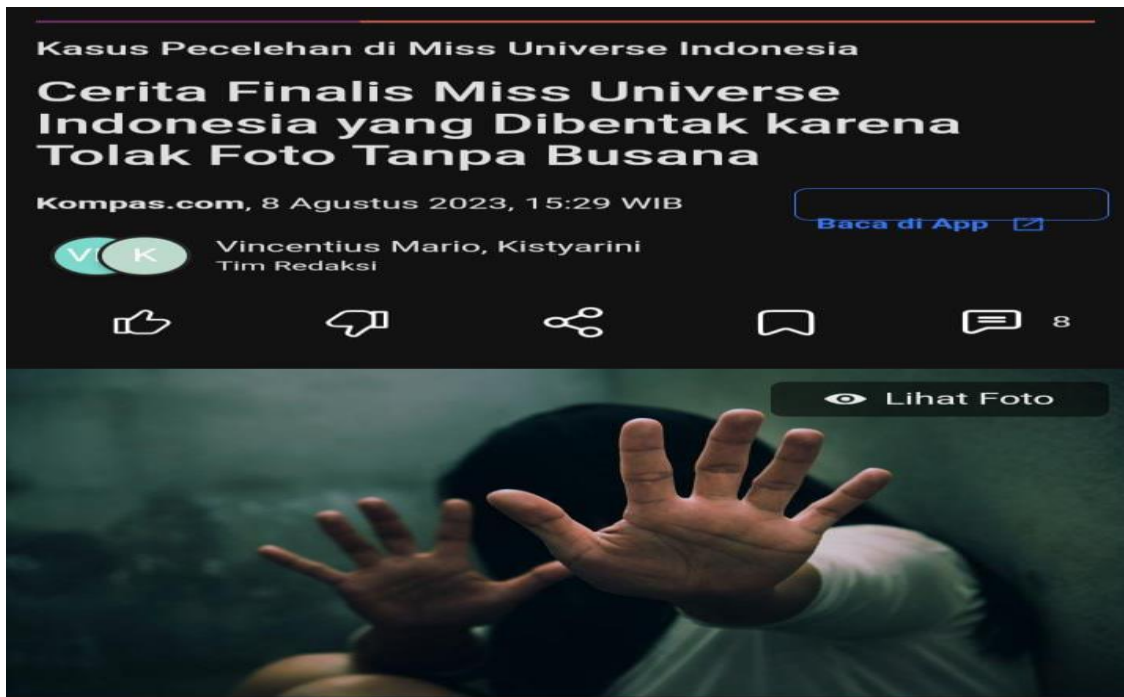 Kasus Pecelehan di Miss Universe Indonesia
Cerita Finalis Miss Universe
Indonesia yang Dibentak karena
Tolak Foto Tanpa Busana
Kompas.com, 8 Agustus 2023, 15:29 WIB
Baca di App
V K
Vincentius Mario, Kistyarini
Tim Redaksi
8
Lihat Foto